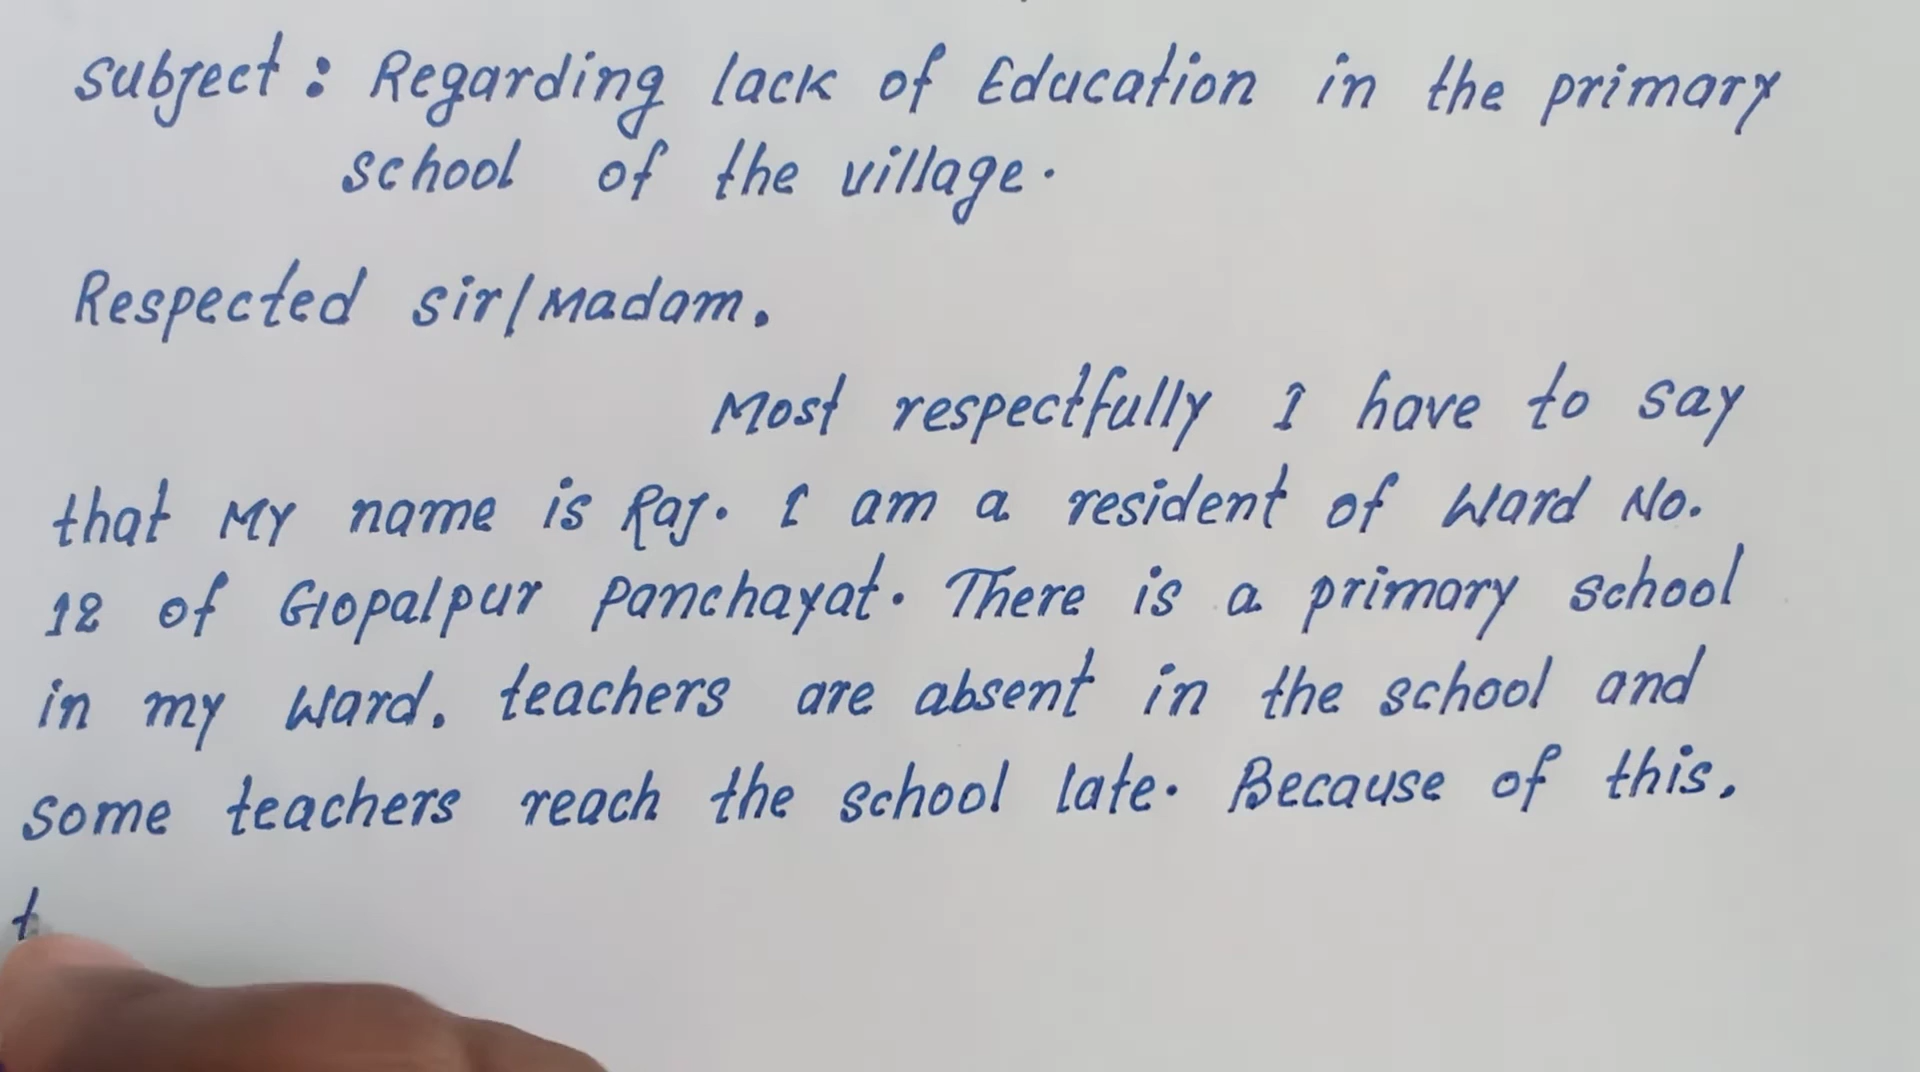 Subject : Regarding lack of Education in the primary
school of the village.
Respected sir/Madam.
Most respectfully I have to say
that My name is Raj. I am a resident of Ward No.
12 of Gopalpur Panchayat. There is a primary school
in my Ward. teachers are absent in the school and
some teachers reach the school late. Because of this.
t